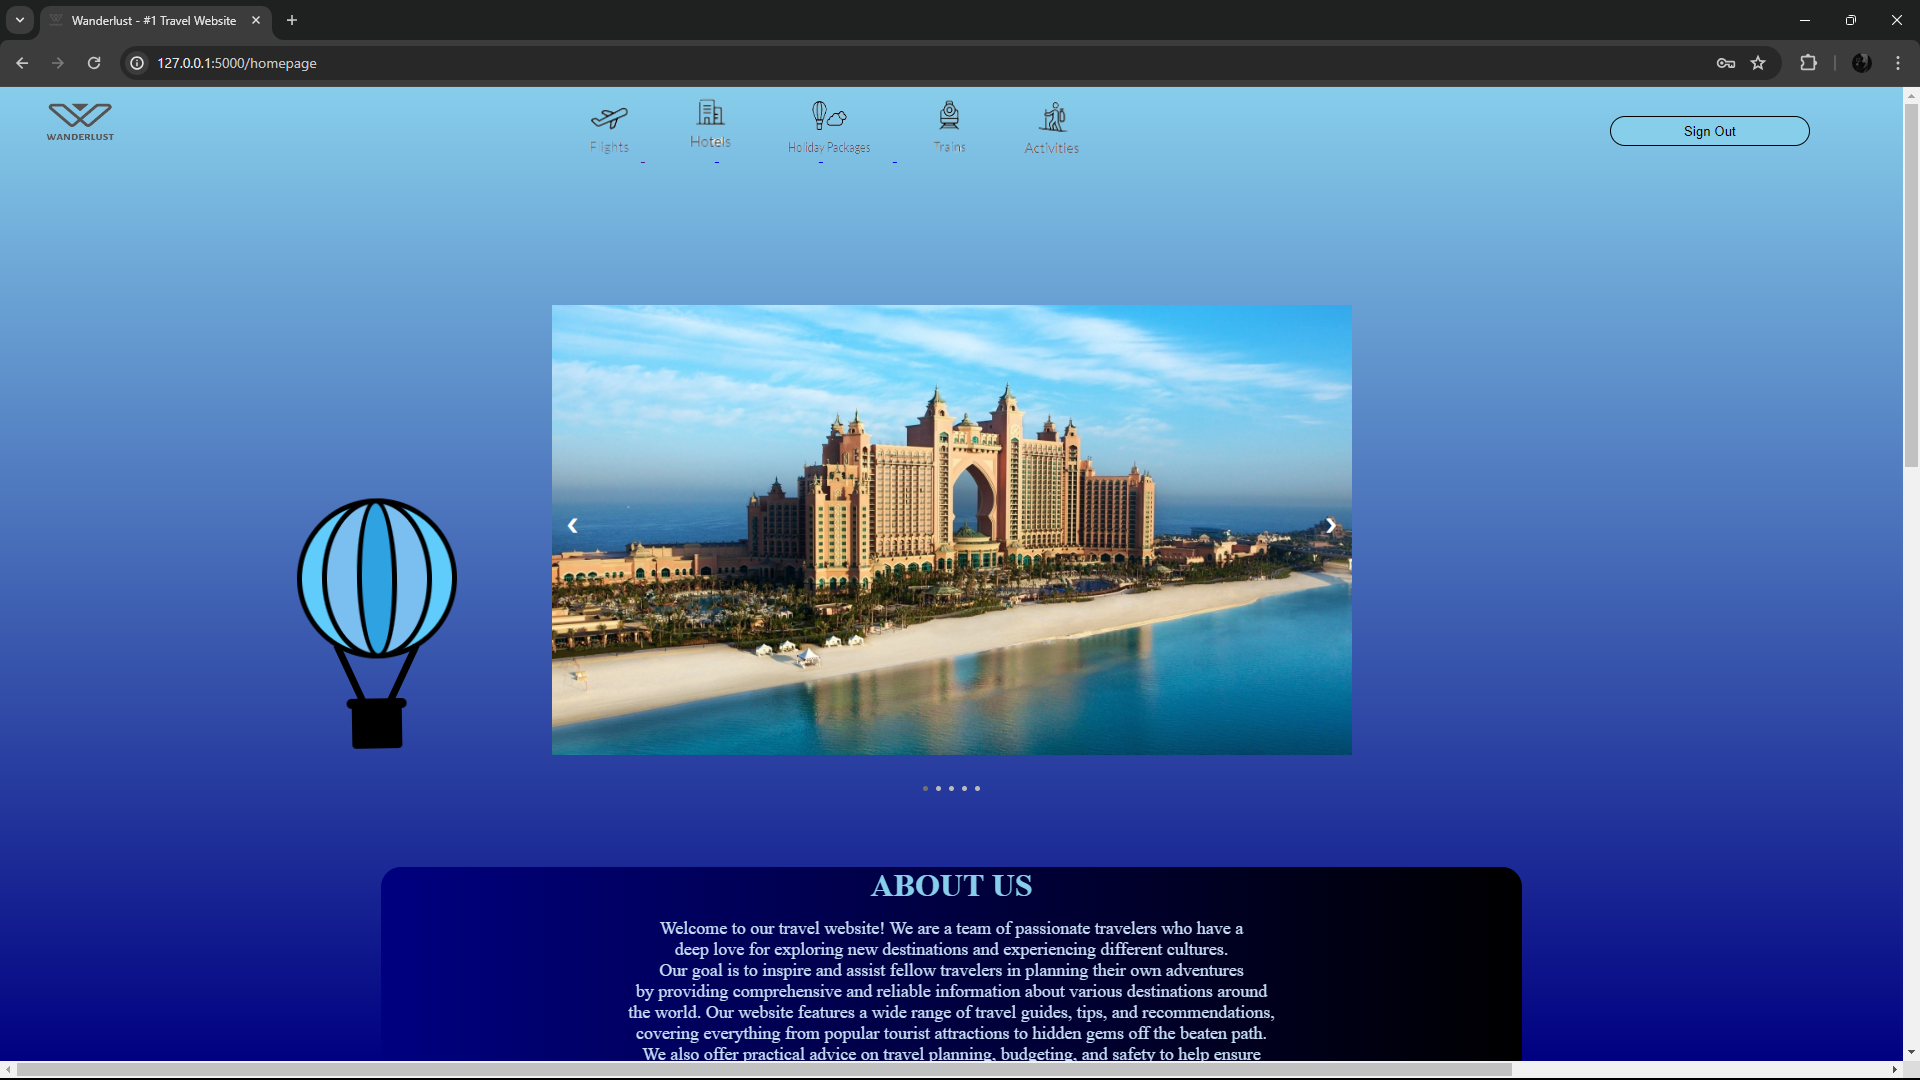 Wanderlust - #1 Travel Website
127.0.0.1:5000/homepage
WANDERLUST
Flights
Hotels
Holiday Packages
Trains
Activities
Sign Out
ABOUT US
Welcome to our travel website! We are a team of passionate travelers who have a
deep love for exploring new destinations and experiencing different cultures.
Our goal is to inspire and assist fellow travelers in planning their own adventures
by providing comprehensive and reliable information about various destinations around
the world. Our website features a wide range of travel guides, tips, and recommendations,
covering everything from popular tourist attractions to hidden gems off the beaten path.
We also offer practical advice on travel planning, budgeting, and safety to help ensure